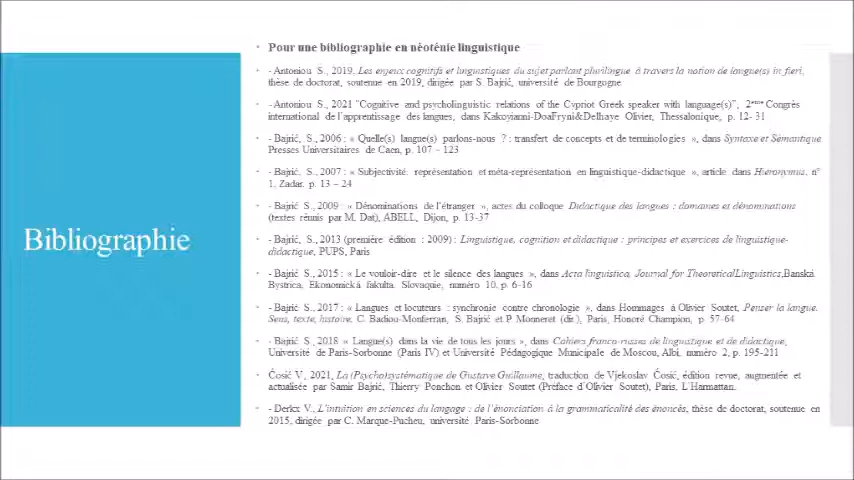 Bibliographie
Pour une bibliographie en néoténie linguistique
- Antoniou S., 2019, Les enjeux cognitifs et linguistiques du sujet parlant plurilingue à travers la notion de langue(s) in fieri,
thèse de doctorat, soutenue en 2019, dirigée par S. Bajrić, université de Bourgogne
- Antoniou S., 2021 "Cognitive and psycholinguistic relations of the Cypriot Greek speaker with language(s)", 2ème Congrès
international de l'apprentissage des langues, dans Kakoyianni-DoaFryni&Delhaye Olivier, Thessalonique, p. 12- 31
- Bajrić, S., 2006 : « Quelle(s) langue(s) parlons-nous ? : transfert de concepts et de terminologies », dans Syntaxe et Sémantique
Presses Universitaires de Caen, p. 107 – 123
- Bajrić, S., 2007 : « Subjectivité, représentation et méta-représentation en linguistique-didactique », article dans Hieronymus, n°
1, Zadar, p. 13 – 24
- Bajrić S., 2009 : « Dénominations de l'étranger », actes du colloque Didactique des langues : domaines et dénominations
(textes réunis par M. Dat), ABELL, Dijon, p. 13-37
- Bajrić, S., 2013 (première édition : 2009) : Linguistique, cognition et didactique : principes et exercices de linguistique-
didactique, PUPS, Paris
- Bajrić S., 2015 : « Le vouloir-dire et le silence des langues », dans Acta linguistica, Journal for Theoretical Linguistics,Banská
Bystrica, Ekonomická fakulta. Slovaquie, numéro 10, p. 6-16
- Bajrić S., 2017 : « Langues et locuteurs : synchronie contre chronologie », dans Hommages à Olivier Soutet, Penser la langue.
Sens, texte, histoire. C. Badiou-Monferran, S. Bajrić et P. Monneret (dir.), Paris, Honoré Champion, p. 57-64
- Bajrić S., 2018 « Langue(s) dans la vie de tous les jours », dans Cahiers franco-russes de linguistique et de didactique,
Université de Paris-Sorbonne (Paris IV) et Université Pédagogique Municipale de Moscou, Albi, numéro 2, p. 195-211
Ćosić V., 2021, La (Psycho)systématique de Gustave Guillaume, traduction de Vjekoslav Ćosić, édition revue, augmentée et
actualisée par Samir Bajrić, Thierry Ponchon et Olivier Soutet (Préface d'Olivier Soutet), Paris, L'Harmattan.
- Derkx V., L'intuition en sciences du langage : de l'énonciation à la grammaticalité des énoncés, thèse de doctorat, soutenue en
2015, dirigée par C. Marque-Pucheu, université Paris-Sorbonne